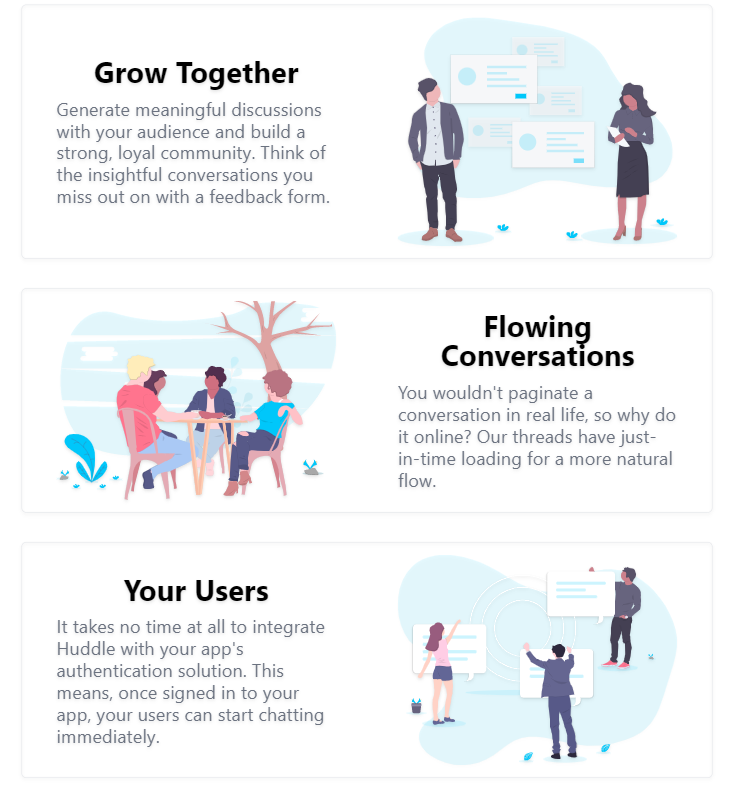 Grow Together
Generate meaningful discussions
with your audience and build a
strong, loyal community. Think of
the insightful conversations you
miss out on with a feedback form.
Flowing
Conversations
You wouldn't paginate a
conversation in real life, so why do
it online? Our threads have just-
in-time loading for a more natural
flow.
Your Users
It takes no time at all to integrate
Huddle with your app's
authentication solution. This
means, once signed in to your
app, your users can start chatting
immediately.